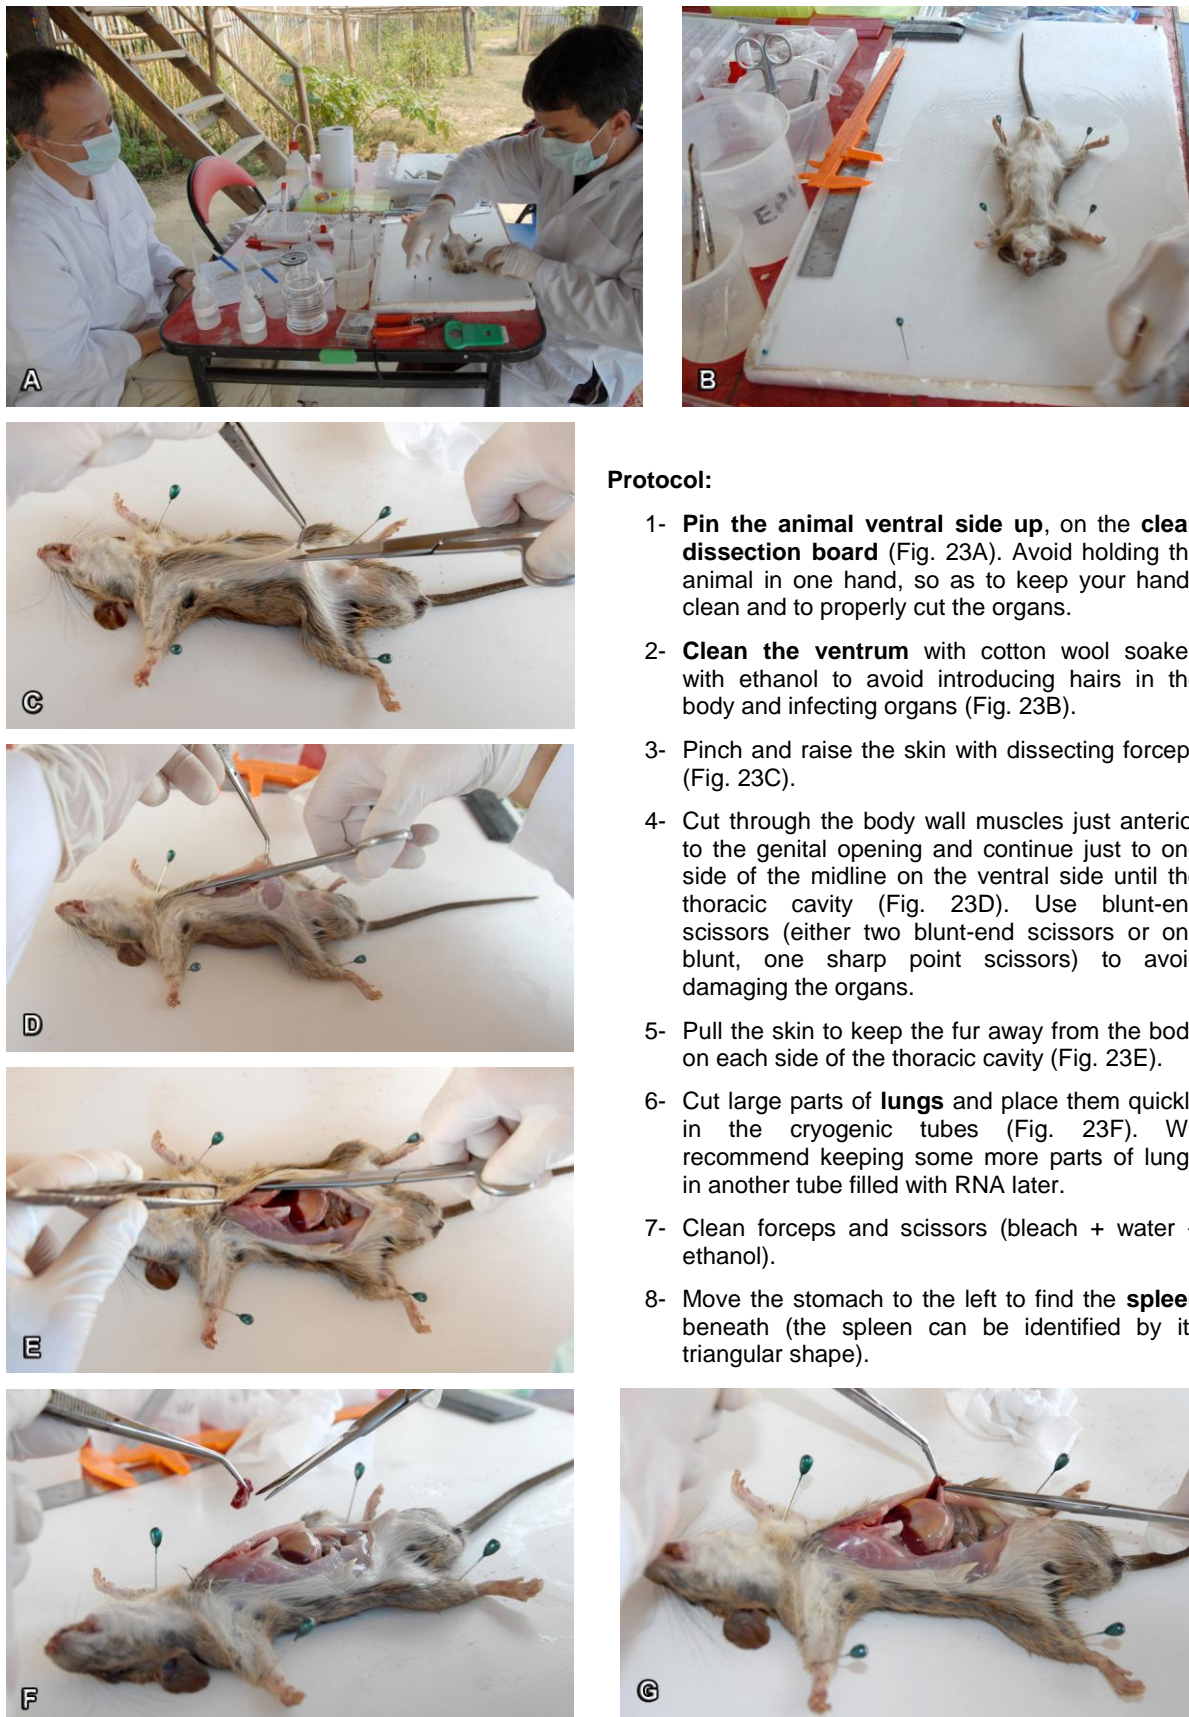 A
B
C
Protocol:
1- Pin the animal ventral side up, on the clea
dissection board (Fig. 23A). Avoid holding th
animal in one hand, so as to keep your hand
clean and to properly cut the organs.
2- Clean the ventrum with cotton wool soake
with ethanol to avoid introducing hairs in the
body and infecting organs (Fig. 23B).
3- Pinch and raise the skin with dissecting forcep
(Fig. 23C).
4- Cut through the body wall muscles just anterio
to the genital opening and continue just to on
side of the midline on the ventral side until the
thoracic cavity (Fig. 23D). Use blunt-en
scissors (either two blunt-end scissors or on
blunt, one sharp point scissors) to avoi
damaging the organs.
5- Pull the skin to keep the fur away from the bod
on each side of the thoracic cavity (Fig. 23E).
6- Cut large parts of lungs and place them quickl
in the cryogenic tubes (Fig. 23F). W
recommend keeping some more parts of lung
in another tube filled with RNA later.
7- Clean forceps and scissors (bleach + water
ethanol).
8- Move the stomach to the left to find the splee
beneath (the spleen can be identified by it
triangular shape).
D
E
F
G